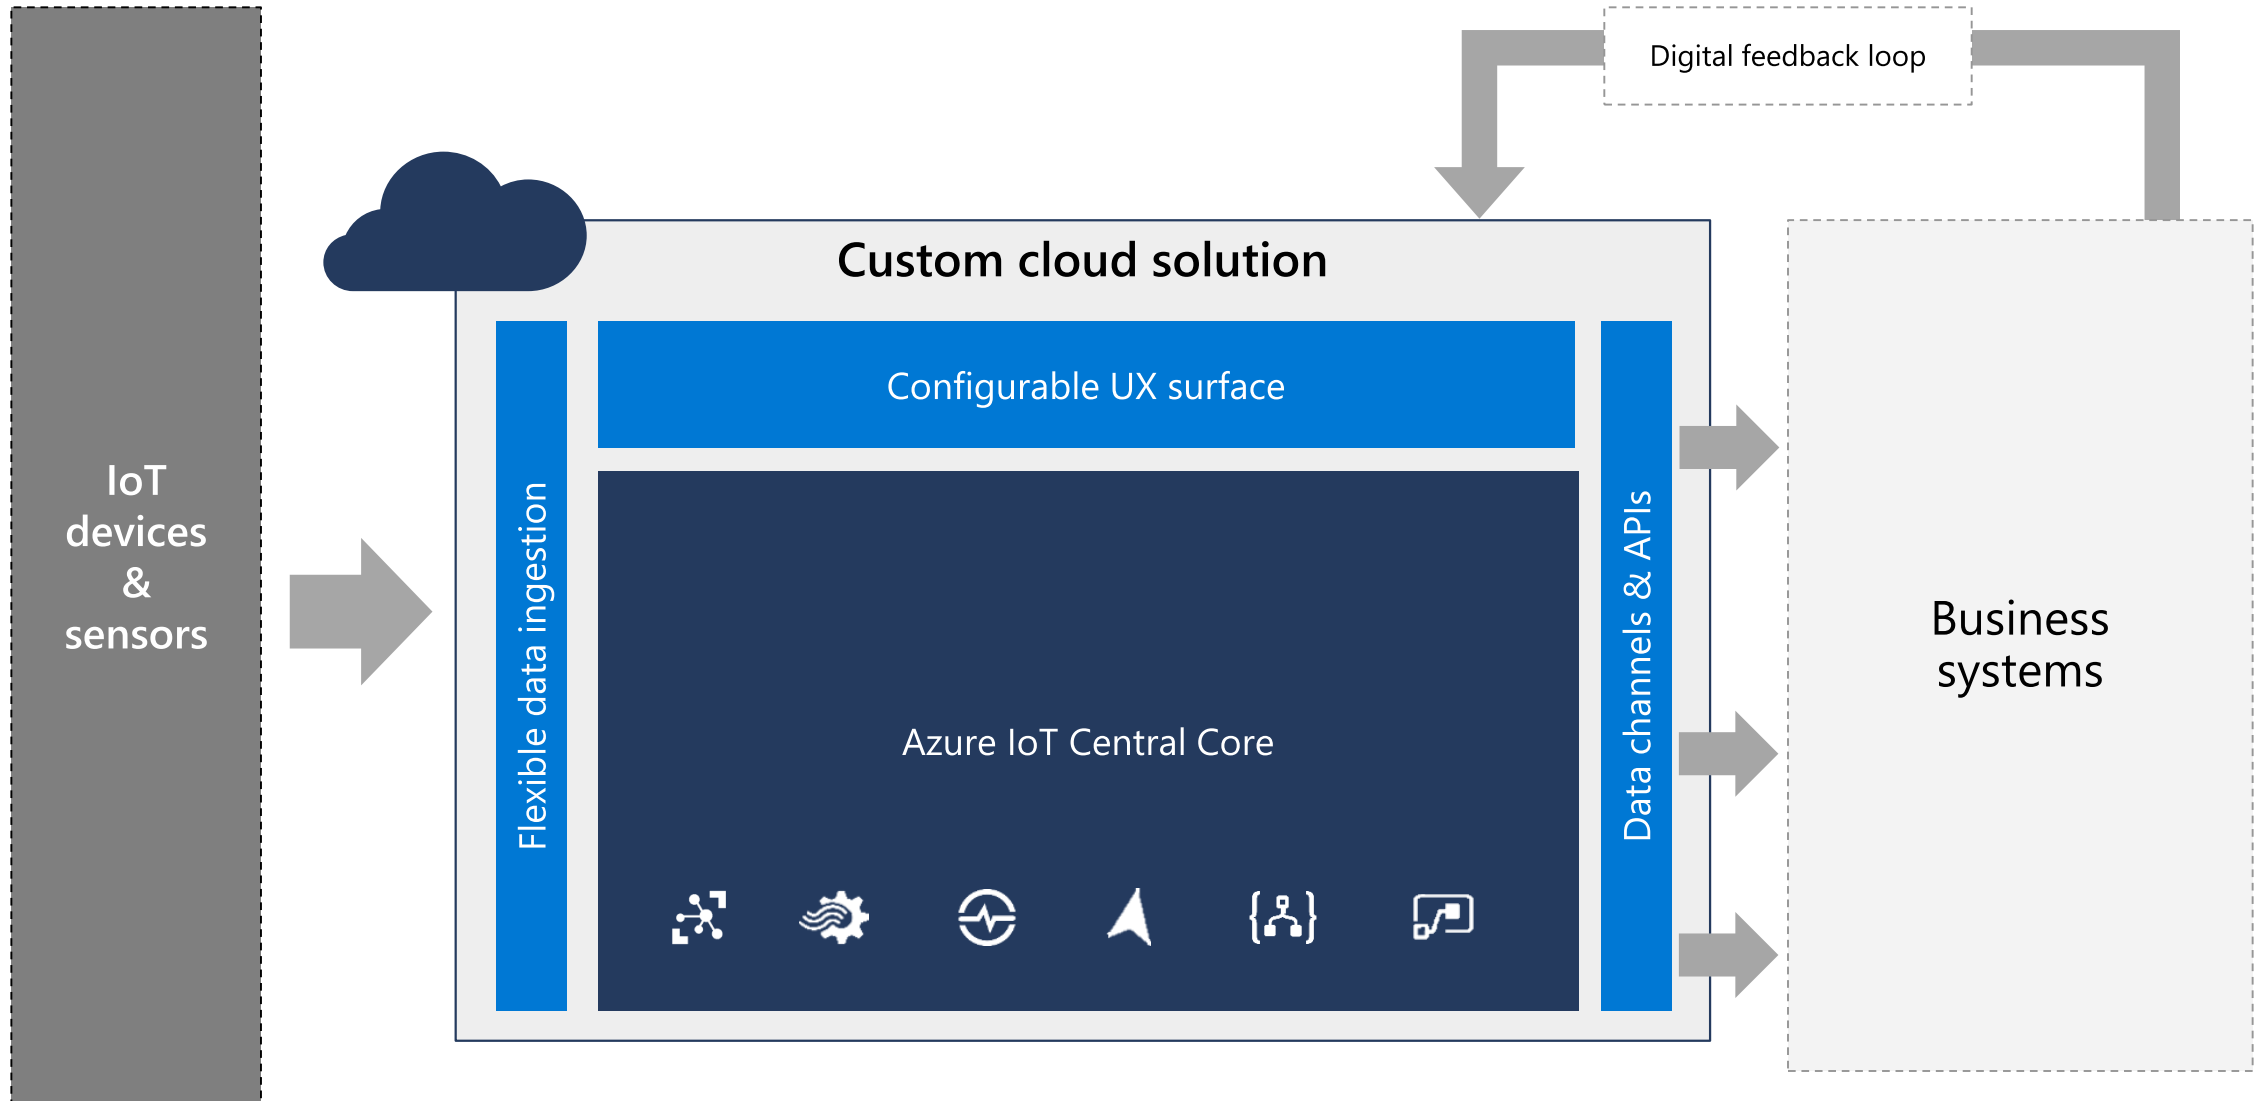 Digital feedback loop
Custom cloud solution
Configurable UX surface
IoT
devices
&
sensors
Flexible data ingestion
Azure IoT Central Core
Data channels & APIs
Business
systems